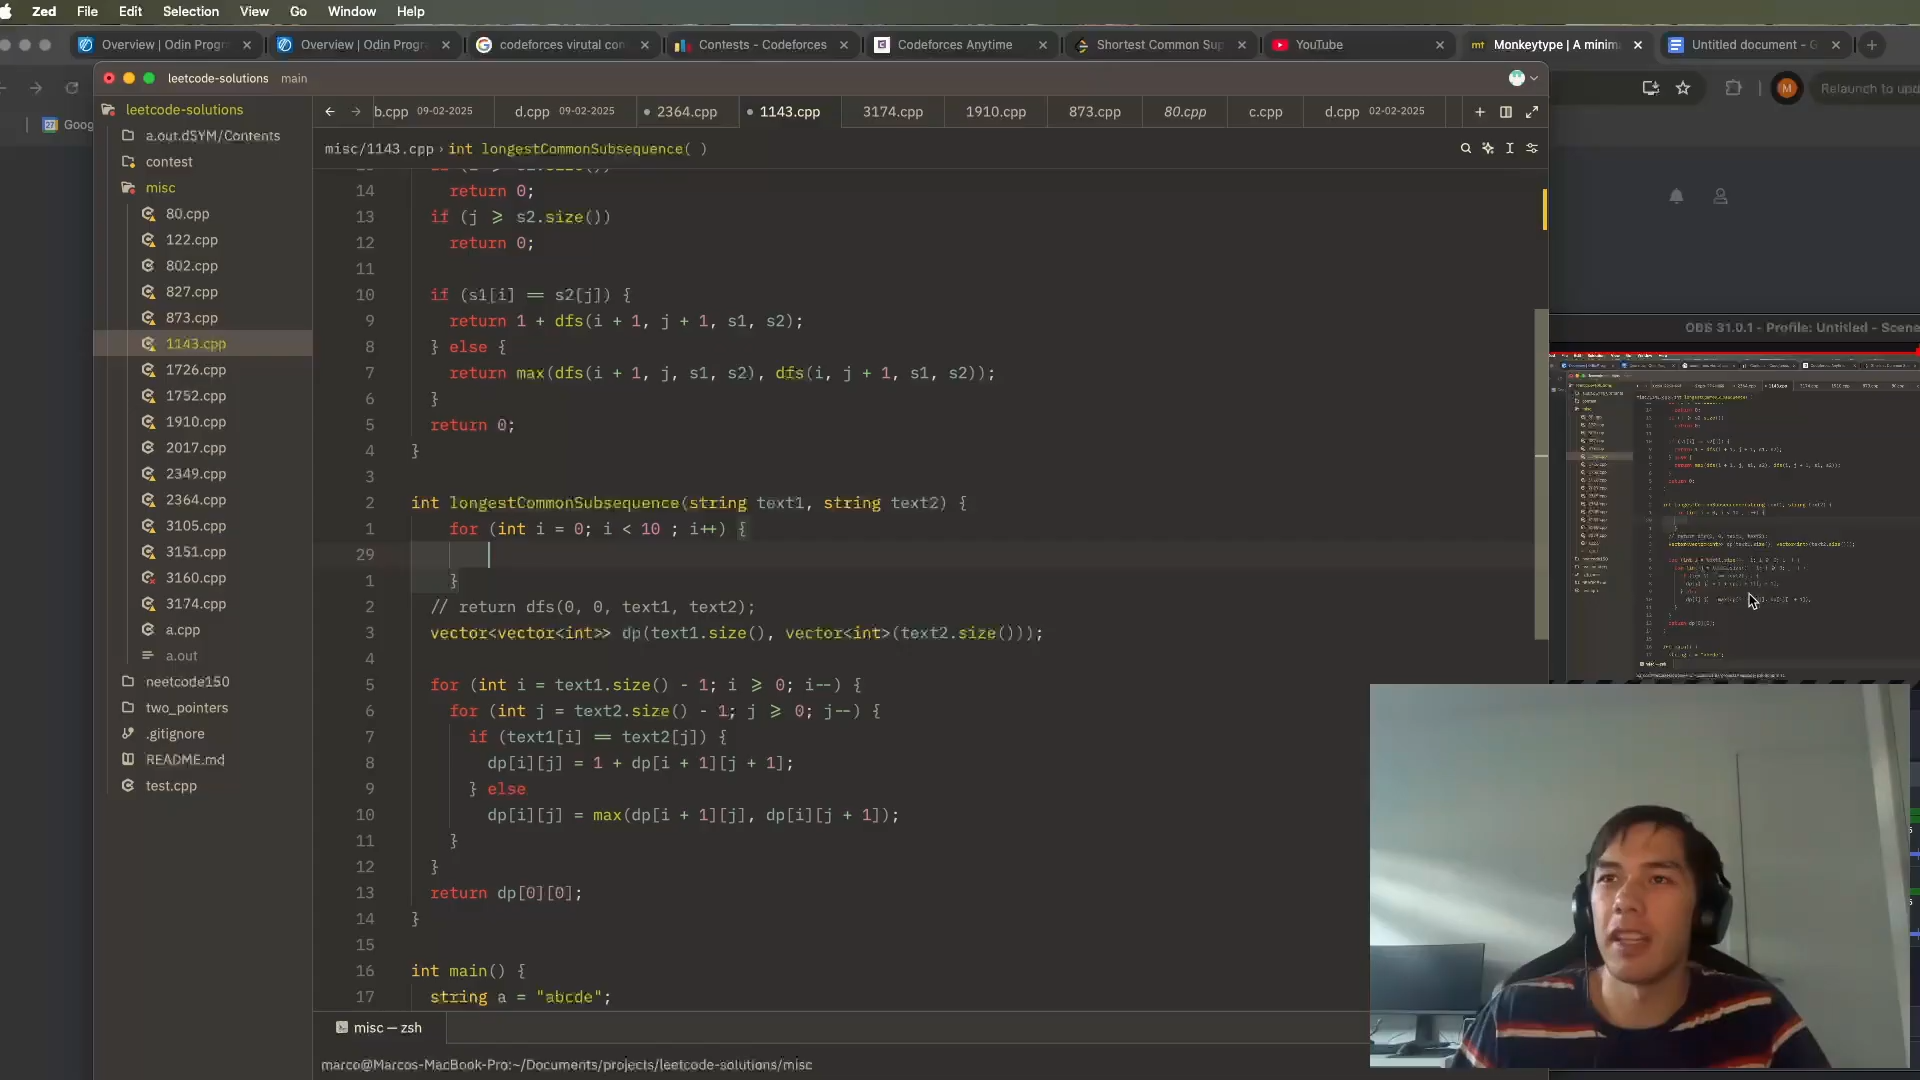 Zed File Edit Selection View Go Window Help
Overview | Odin Progr
Overview | Odin Progr
codeforces virutal con
Contests - Codeforces
Codeforces Anytime
Shortest Common Sup
YouTube
Monkeytype | A minim
Untitled document - G
leetcode-solutions main
M
Relaunch to upd
Goog
leetcode-solutions
a.out.dSYM/Contents
contest
misc
80.cpp
122.cpp
802.cpp
827.cpp
873.cpp
1143.cpp
1726.cpp
1752.cpp
1910.cpp
2017.cpp
2349.cpp
2364.cpp
3105.cpp
3151.cpp
3160.cpp
3174.cpp
a.cpp
a.out
neetcode150
two_pointers
.gitignore
README.md
test.cpp
b.cpp 09-02-2025
d.cpp 09-02-2025
2364.cpp
1143.cpp
3174.cpp
1910.cpp
873.cpp
80.cpp
c.cpp
d.cpp 02-02-2025
misc/1143.cpp › int longestCommonSubsequence( )
14 return 0;
13 if (j >= s2.size())
12 return 0;
11
10 if (s1[i] == s2[j]) {
9 return 1 + dfs(i + 1, j + 1, s1, s2);
8 } else {
7 return max(dfs(i + 1, j, s1, s2), dfs(i, j + 1, s1, s2));
6 }
5 return 0;
4 }
3
2 int longestCommonSubsequence(string text1, string text2) {
1 for (int i = 0; i < 10 ; i++) {
29
1 }
2 // return dfs(0, 0, text1, text2);
3 vector<vector<int>> dp(text1.size(), vector<int>(text2.size()));
4
5 for (int i = text1.size() - 1; i >= 0; i--) {
6 for (int j = text2.size() - 1; j >= 0; j--) {
7 if (text1[i] == text2[j]) {
8 dp[i][j] = 1 + dp[i + 1][j + 1];
9 } else
10 dp[i][j] = max(dp[i + 1][j], dp[i][j + 1]);
11 }
12 }
13 return dp[0][0];
14 }
15
16 int main() {
17 string a = "abcde";
misc — zsh
marco@Marcos-MacBook-Pro:~/Documents/projects/leetcode-solutions/misc
OBS 31.0.1 - Profile: Untitled - Scene